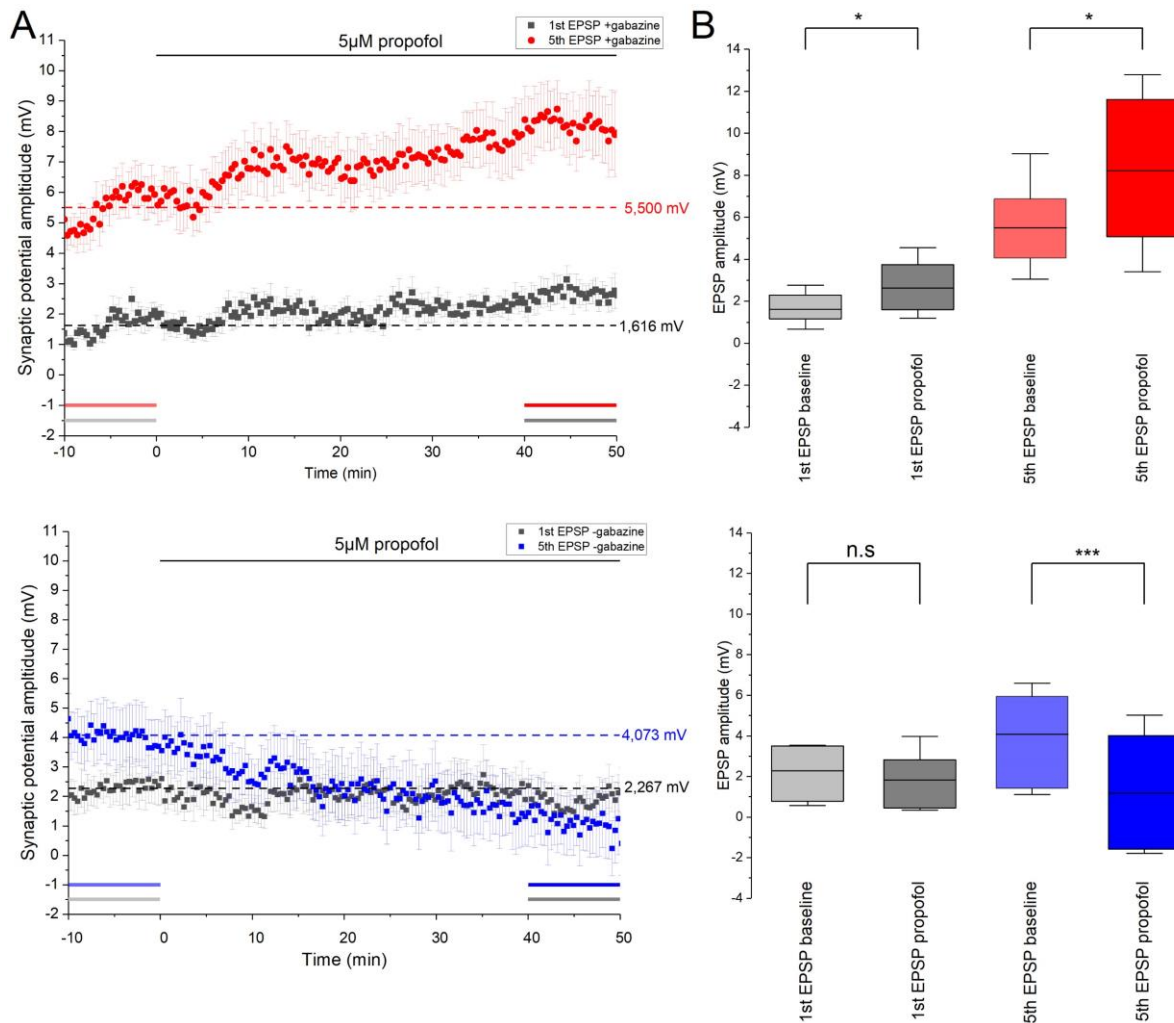 A
1st EPSP +gabazine
5th EPSP +gabazine
5µM propofol
Synaptic potential ampltidude (mV)
11
10
9
8
7
6
5
4
3
2
1
0
-1
-2
5,500 mV
1,616 mV
-10
0
10
20
30
40
50
Time (min)
B
*
*
EPSP amplitude (mV)
14
12
10
8
6
4
2
0
-2
-4
1st EPSP baseline
1st EPSP propofol
5th EPSP baseline
5th EPSP propofol
1st EPSP -gabazine
5th EPSP -gabazine
5µM propofol
Synaptic potential ampltidude (mV)
11
10
9
8
7
6
5
4
3
2
1
0
-1
-2
4,073 mV
2,267 mV
-10
0
10
20
30
40
50
Time (min)
n.s
***
EPSP amplitude (mV)
14
12
10
8
6
4
2
0
-2
-4
1st EPSP baseline
1st EPSP propofol
5th EPSP baseline
5th EPSP propofol